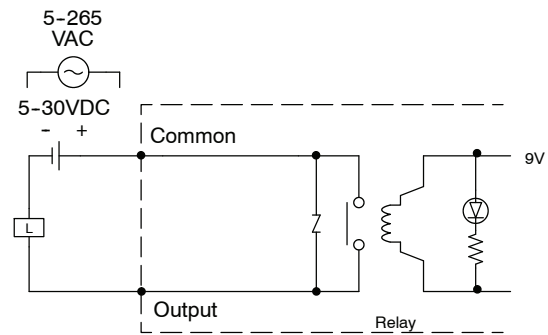 5-265
VAC
5-30VDC
- +
Common
9V
L
Output
Relay